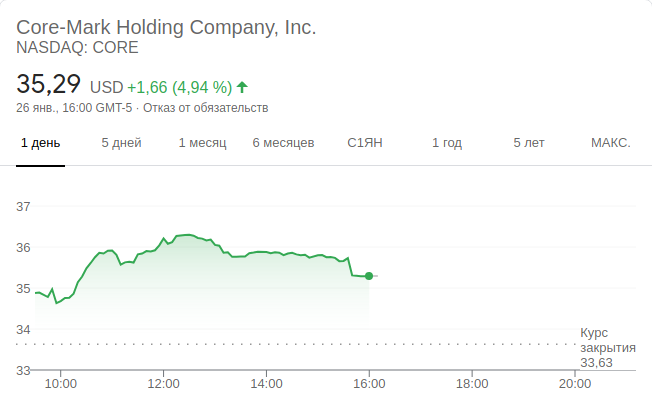 Core-Mark Holding Company, Inc.
NASDAQ: CORE
35,29 USD +1,66 (4,94 %)
26 янв., 16:00 GMT-5 · Отказ от обязательств
1 день 5 дней 1 месяц 6 месяцев С1ЯН 1 год 5 лет МАКС.
37
36
35
34
33
Курс
закрытия
33,63
10:00 12:00 14:00 16:00 18:00 20:00